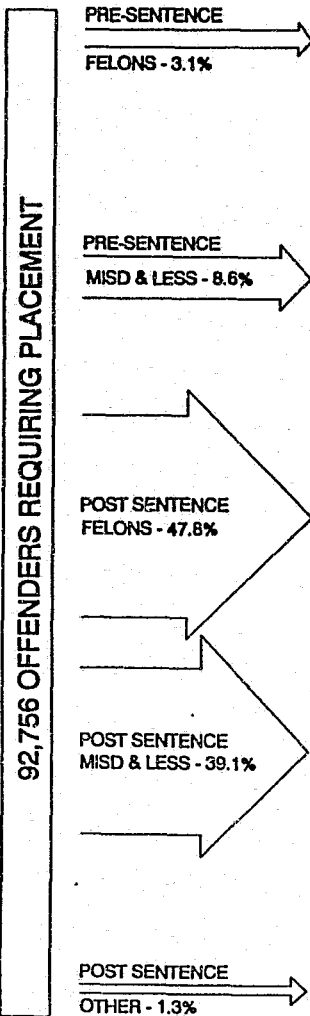 92,756 OFFENDERS REQUIRING PLACEMENT
PRE-SENTENCE
FELONS - 3.1%
PRE-SENTENCE
MISD & LESS - 8.6%
POST SENTENCE
FELONS - 47.8%
POST SENTENCE
MISD & LESS - 39.1%
POST SENTENCE
OTHER - 1.3%